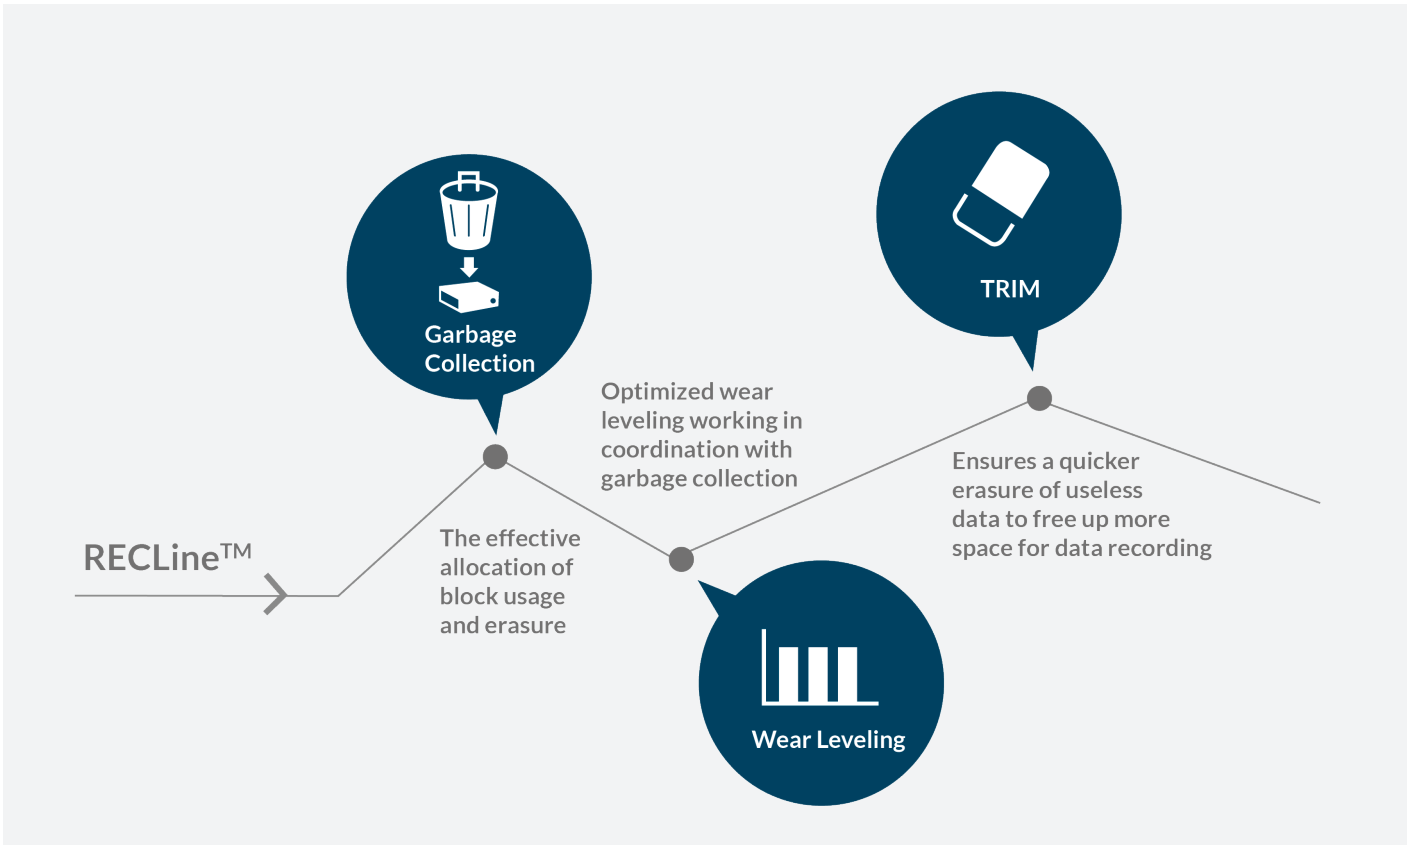 RECLine™
Garbage
Collection
The effective
allocation of
block usage
and erasure
Optimized wear
leveling working in
coordination with
garbage collection
Wear Leveling
TRIM
Ensures a quicker
erasure of useless
data to free up more
space for data recording